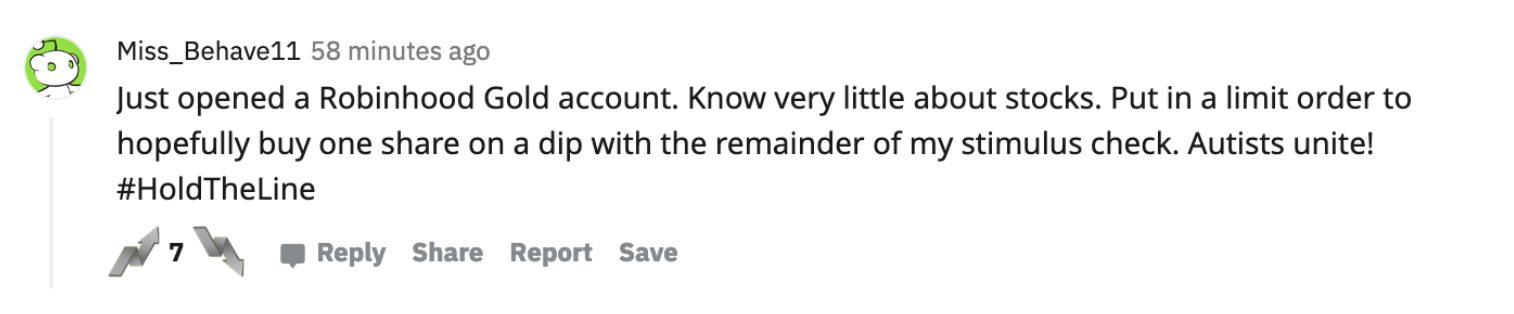 Miss_Behave11 58 minutes ago
Just opened a Robinhood Gold account. Know very little about stocks. Put in a limit order to
hopefully buy one share on a dip with the remainder of my stimulus check. Autists unite!
#HoldTheLine
7 Reply Share Report Save